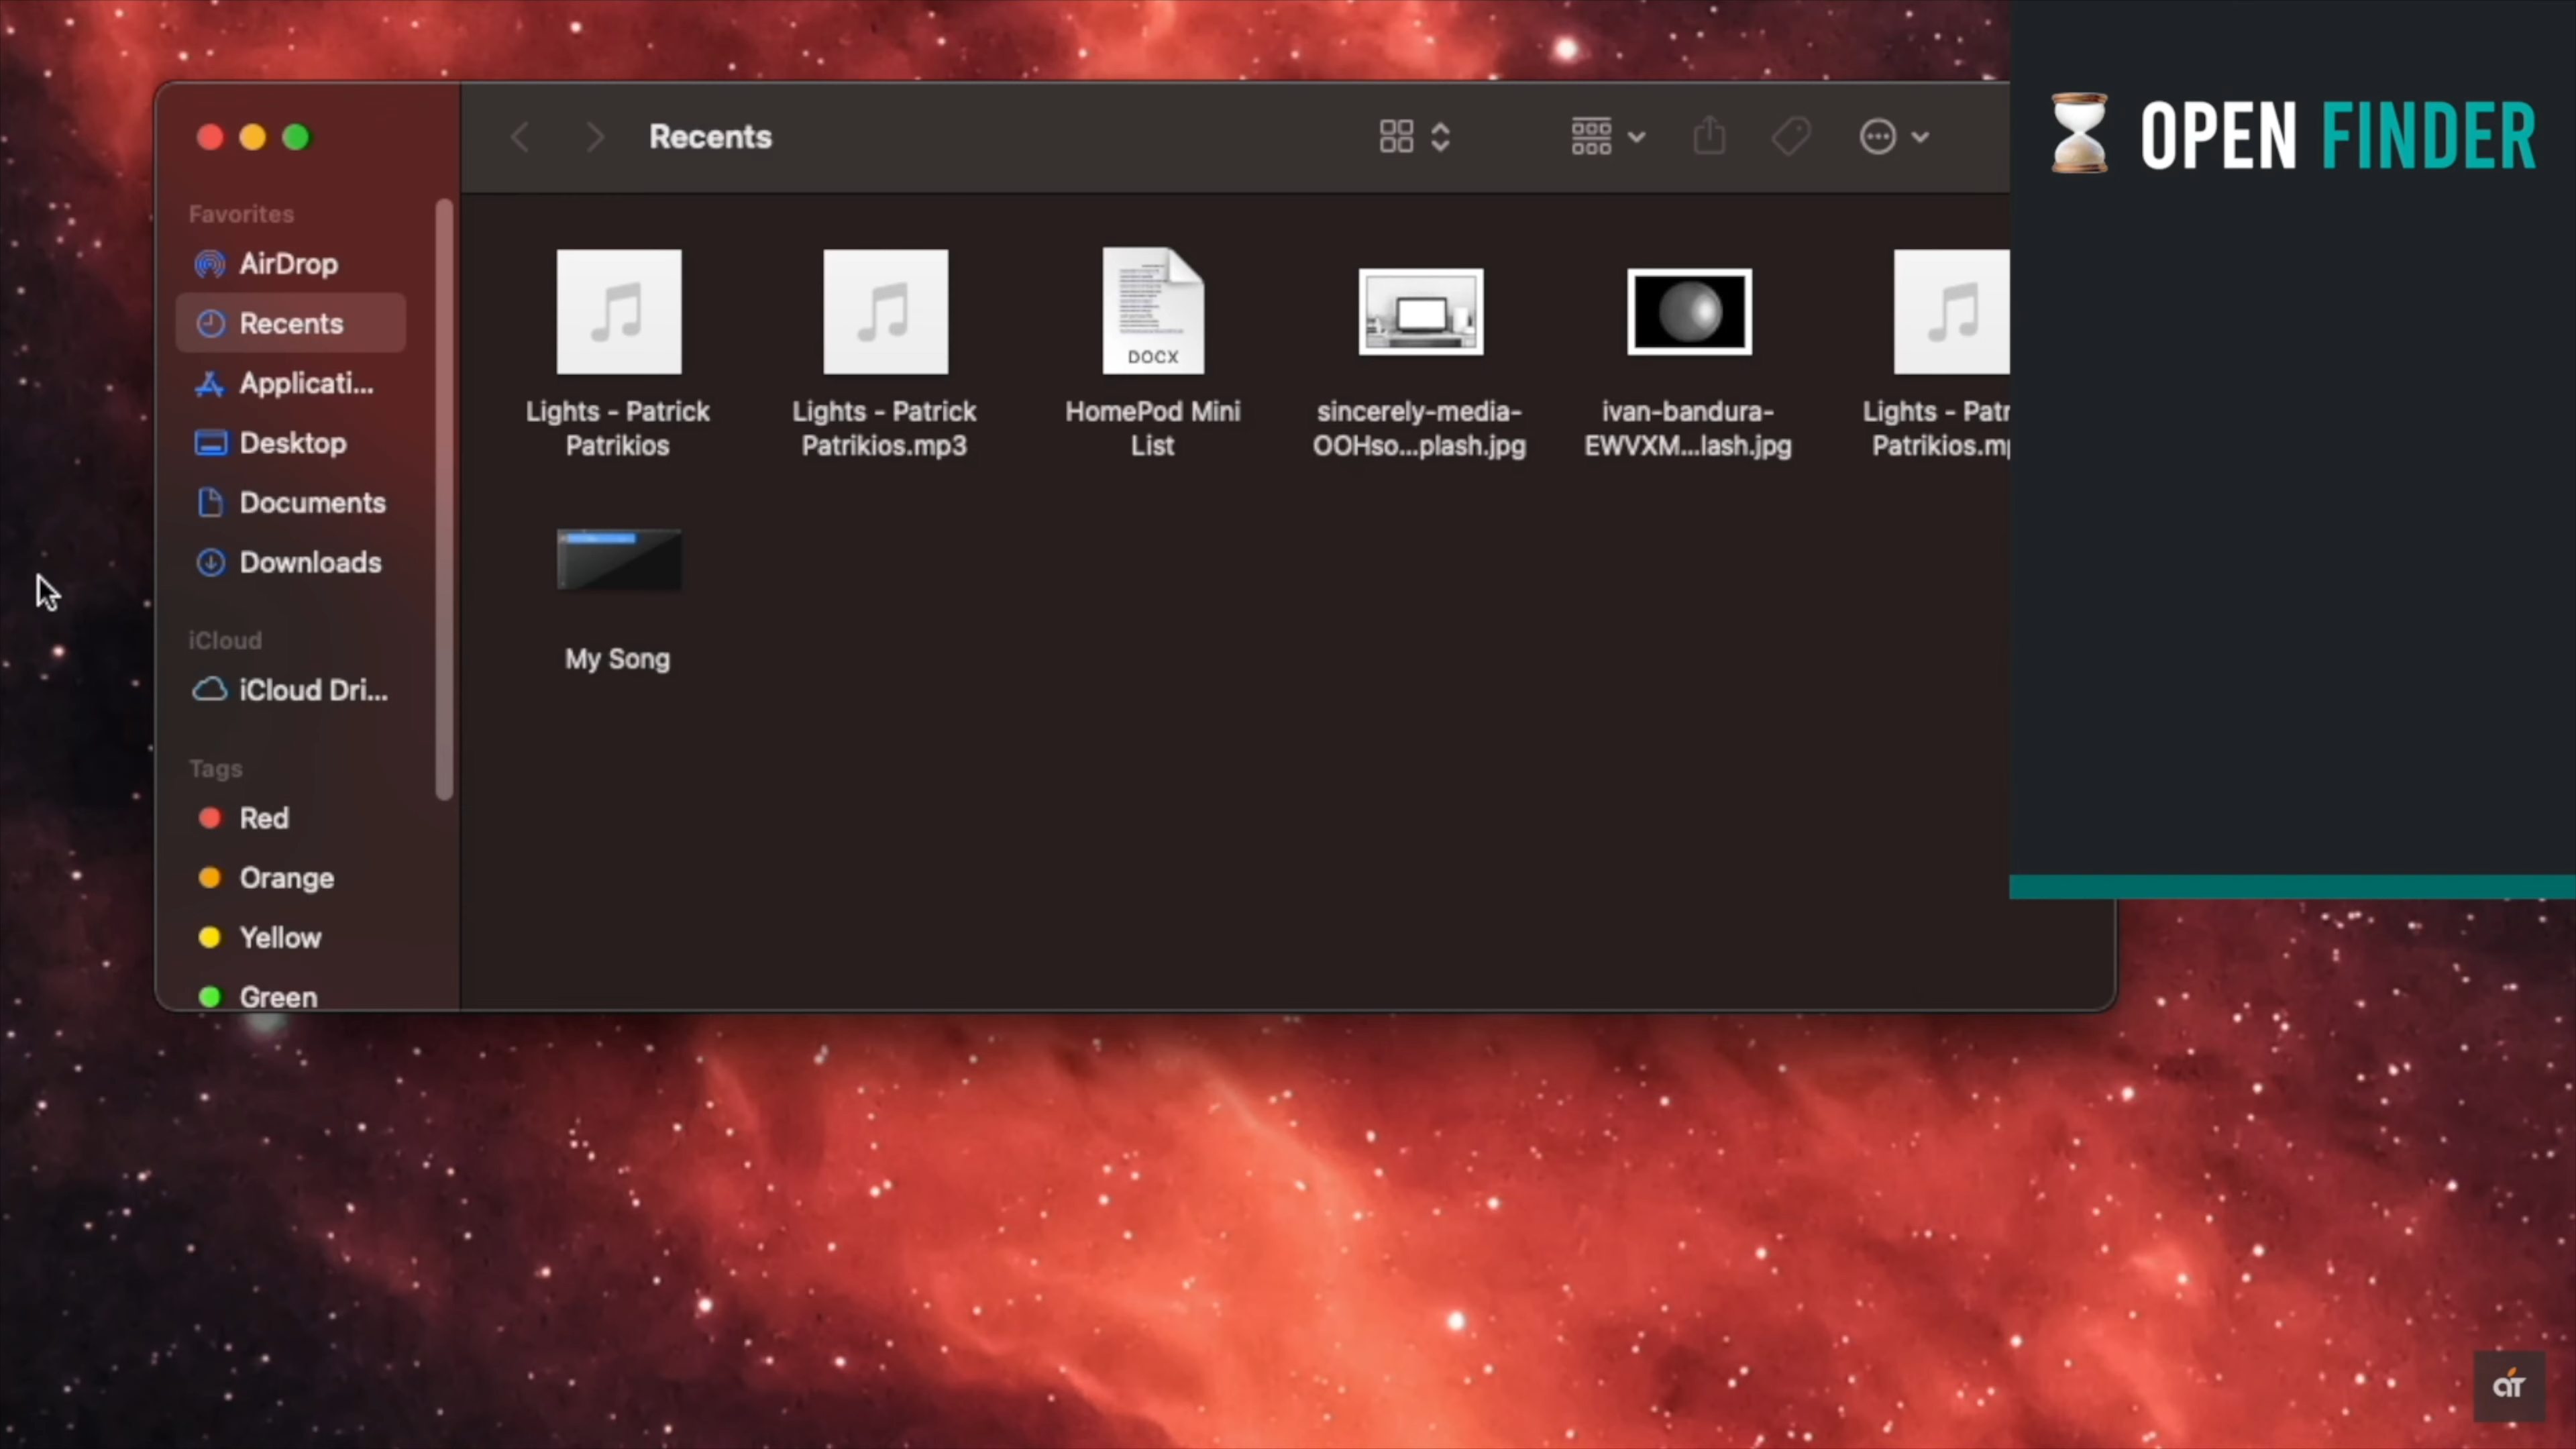 OPEN FINDER
Recents
Favorites
AirDrop
Recents
Applicati...
Desktop
Documents
Downloads
iCloud
iCloud Dri...
Tags
Red
Orange
Yellow
Green
Lights - Patrick
Patrikios
Lights - Patrick
Patrikios.mp3
HomePod Mini
List
DOCX
sincerely-media-
OOHso...plash.jpg
ivan-bandura-
EWVXM...lash.jpg
Lights - Patr
Patrikios.m
My Song
aT